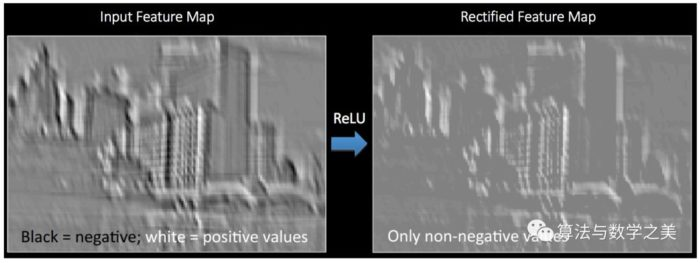 Input Feature Map
Rectified Feature Map
ReLU
Black = negative; white = positive values
Only non-negative values
算法与数学之美